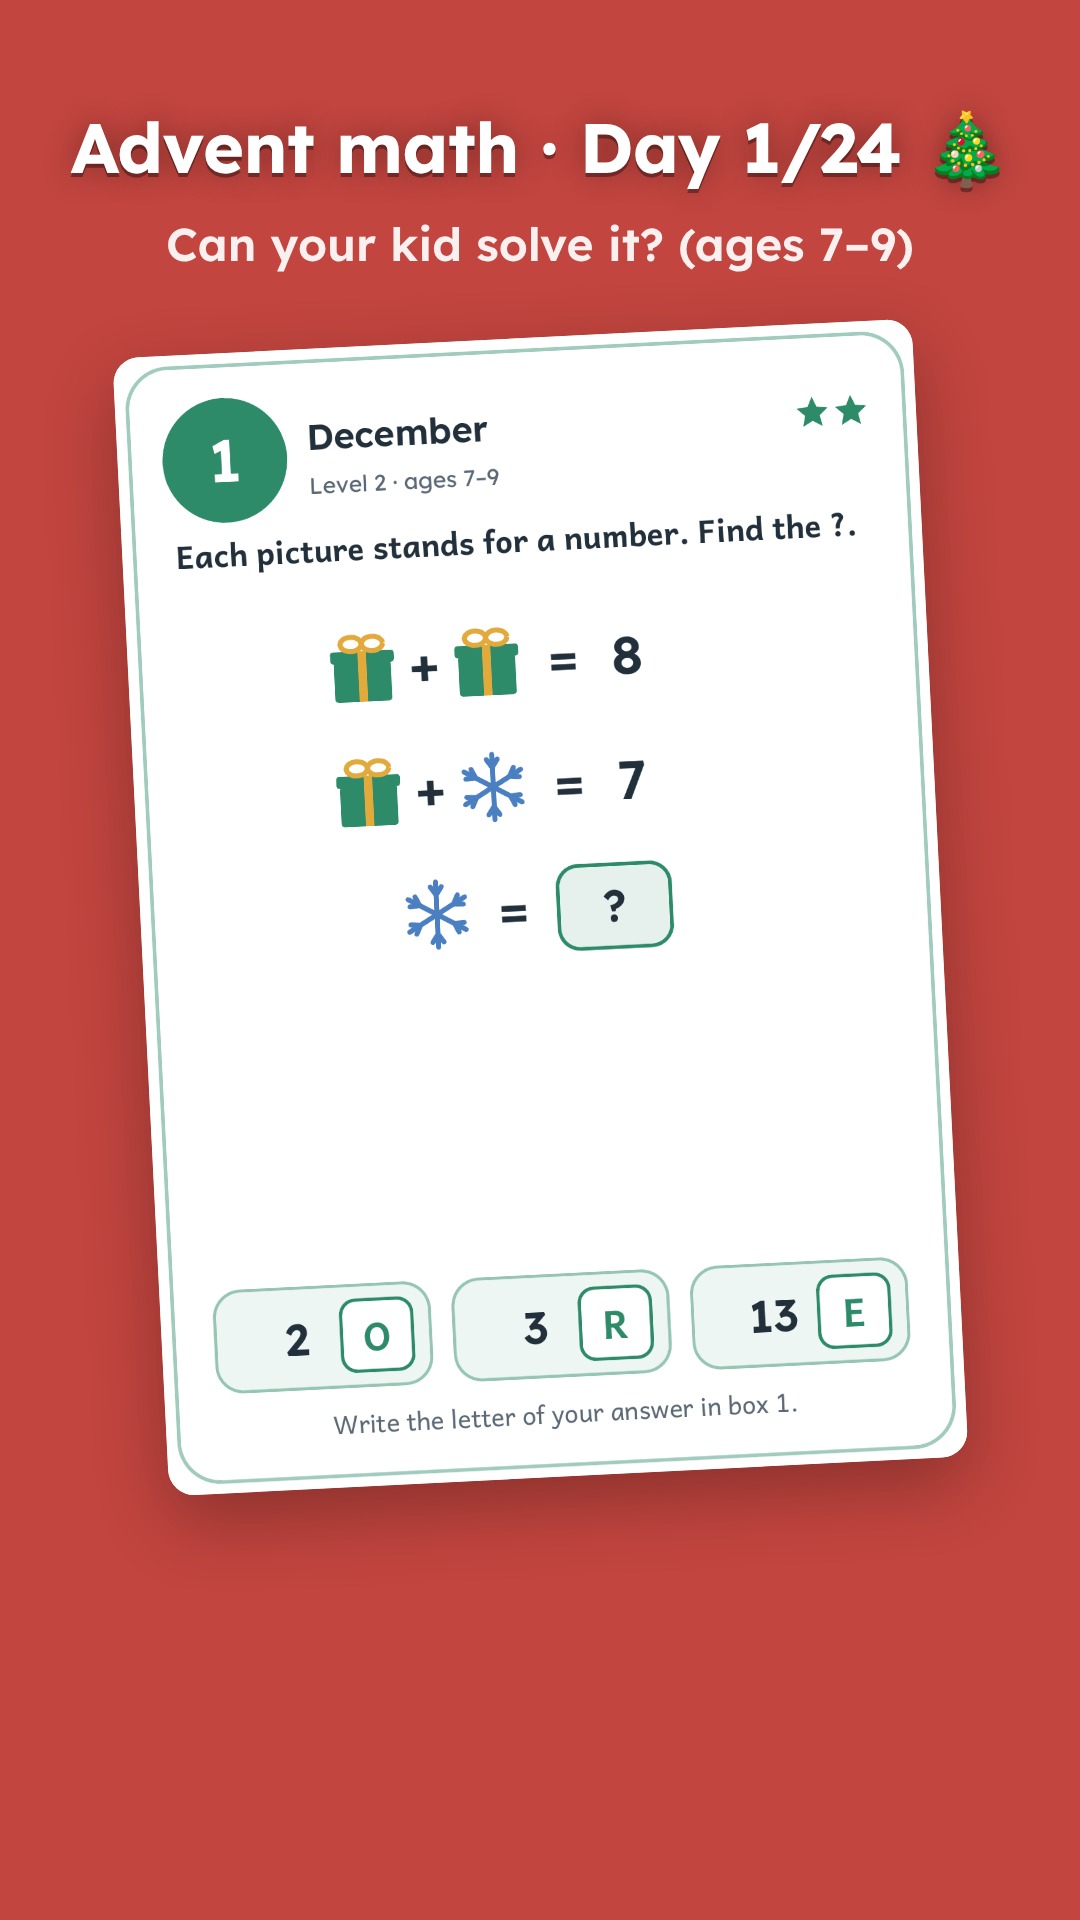 Advent math · Day 1/24
Can your kid solve it? (ages 7–9)
1
December
Level 2 · ages 7–9
Each picture stands for a number. Find the ?.
+ = 8
+ = 7
= ?
2 O 3 R 13 E
Write the letter of your answer in box 1.